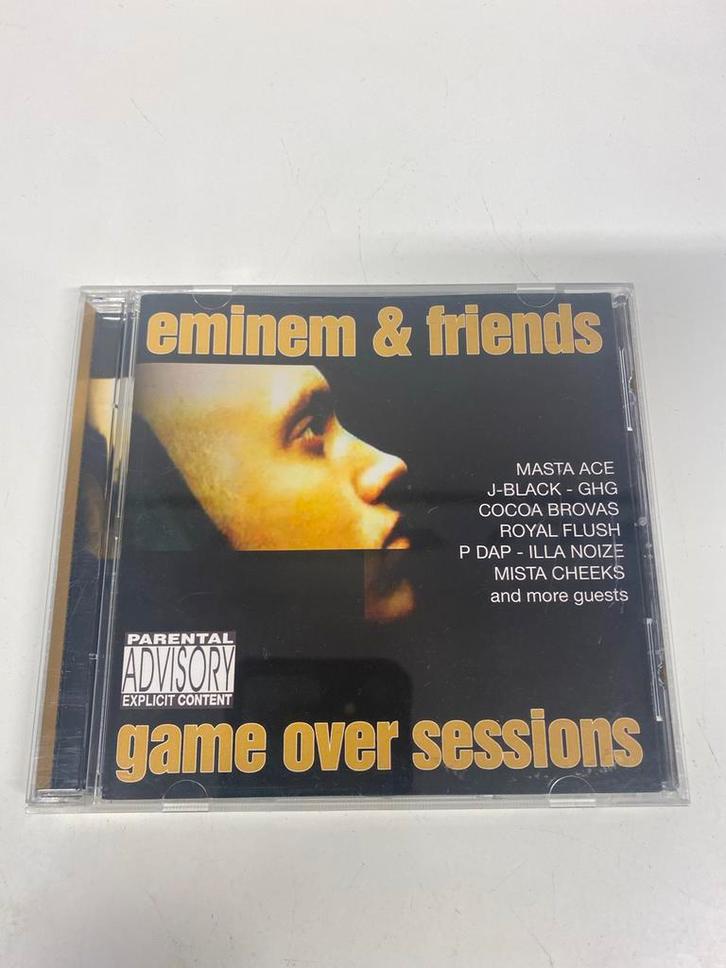 eminem & friends
MASTA ACE
J-BLACK - GHG
COCOA BROVAS
ROYAL FLUSH
P DAP - ILLA NOIZE
MISTA CHEEKS
and more guests
PARENTAL
ADVISORY
EXPLICIT CONTENT
game over sessions